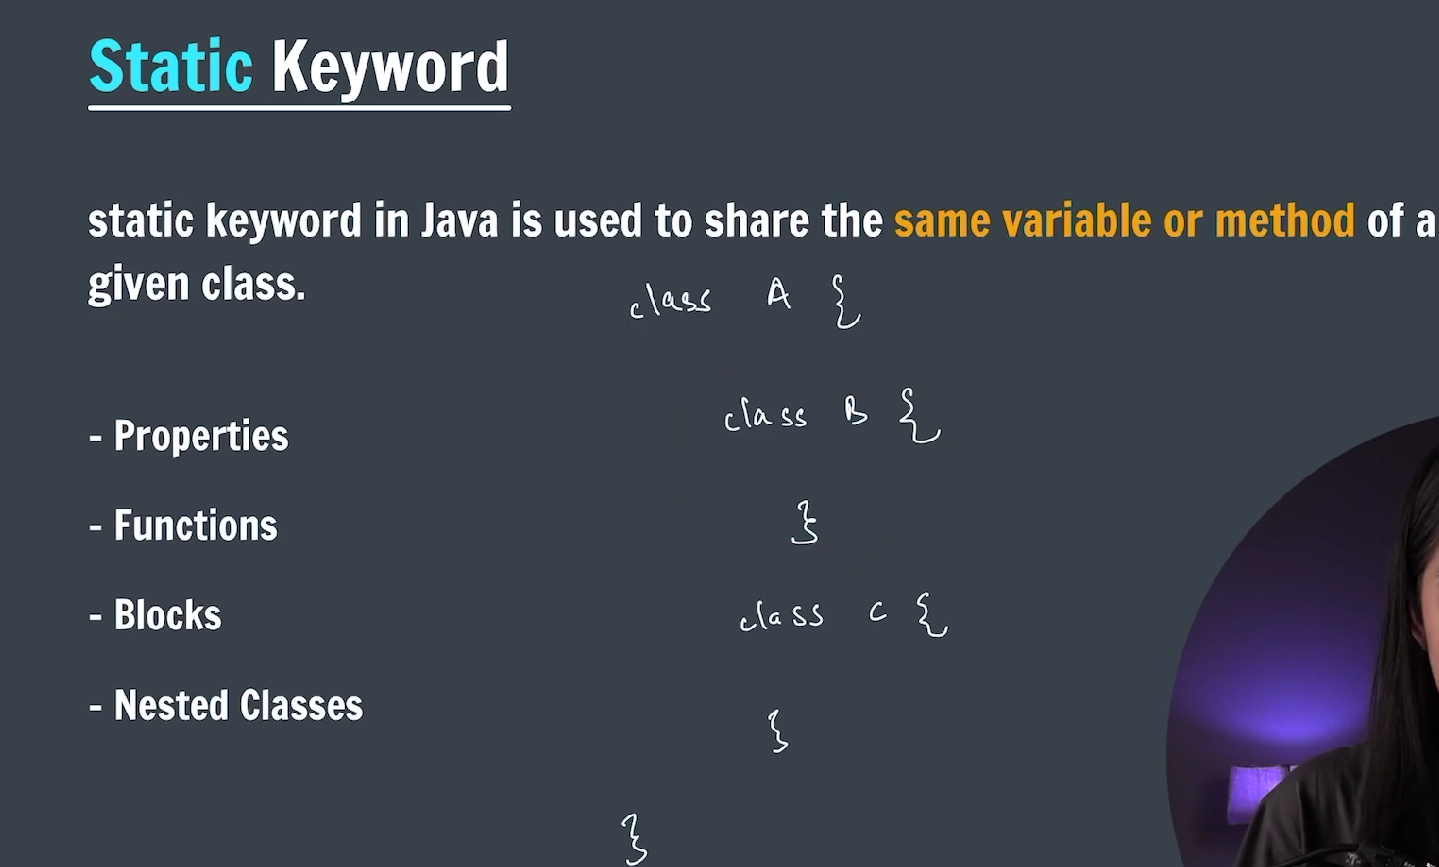 Static Keyword
static keyword in Java is used to share the same variable or method of a
given class.
class A {
class B {
- Properties
}
- Functions
class C {
- Blocks
- Nested Classes
}
}